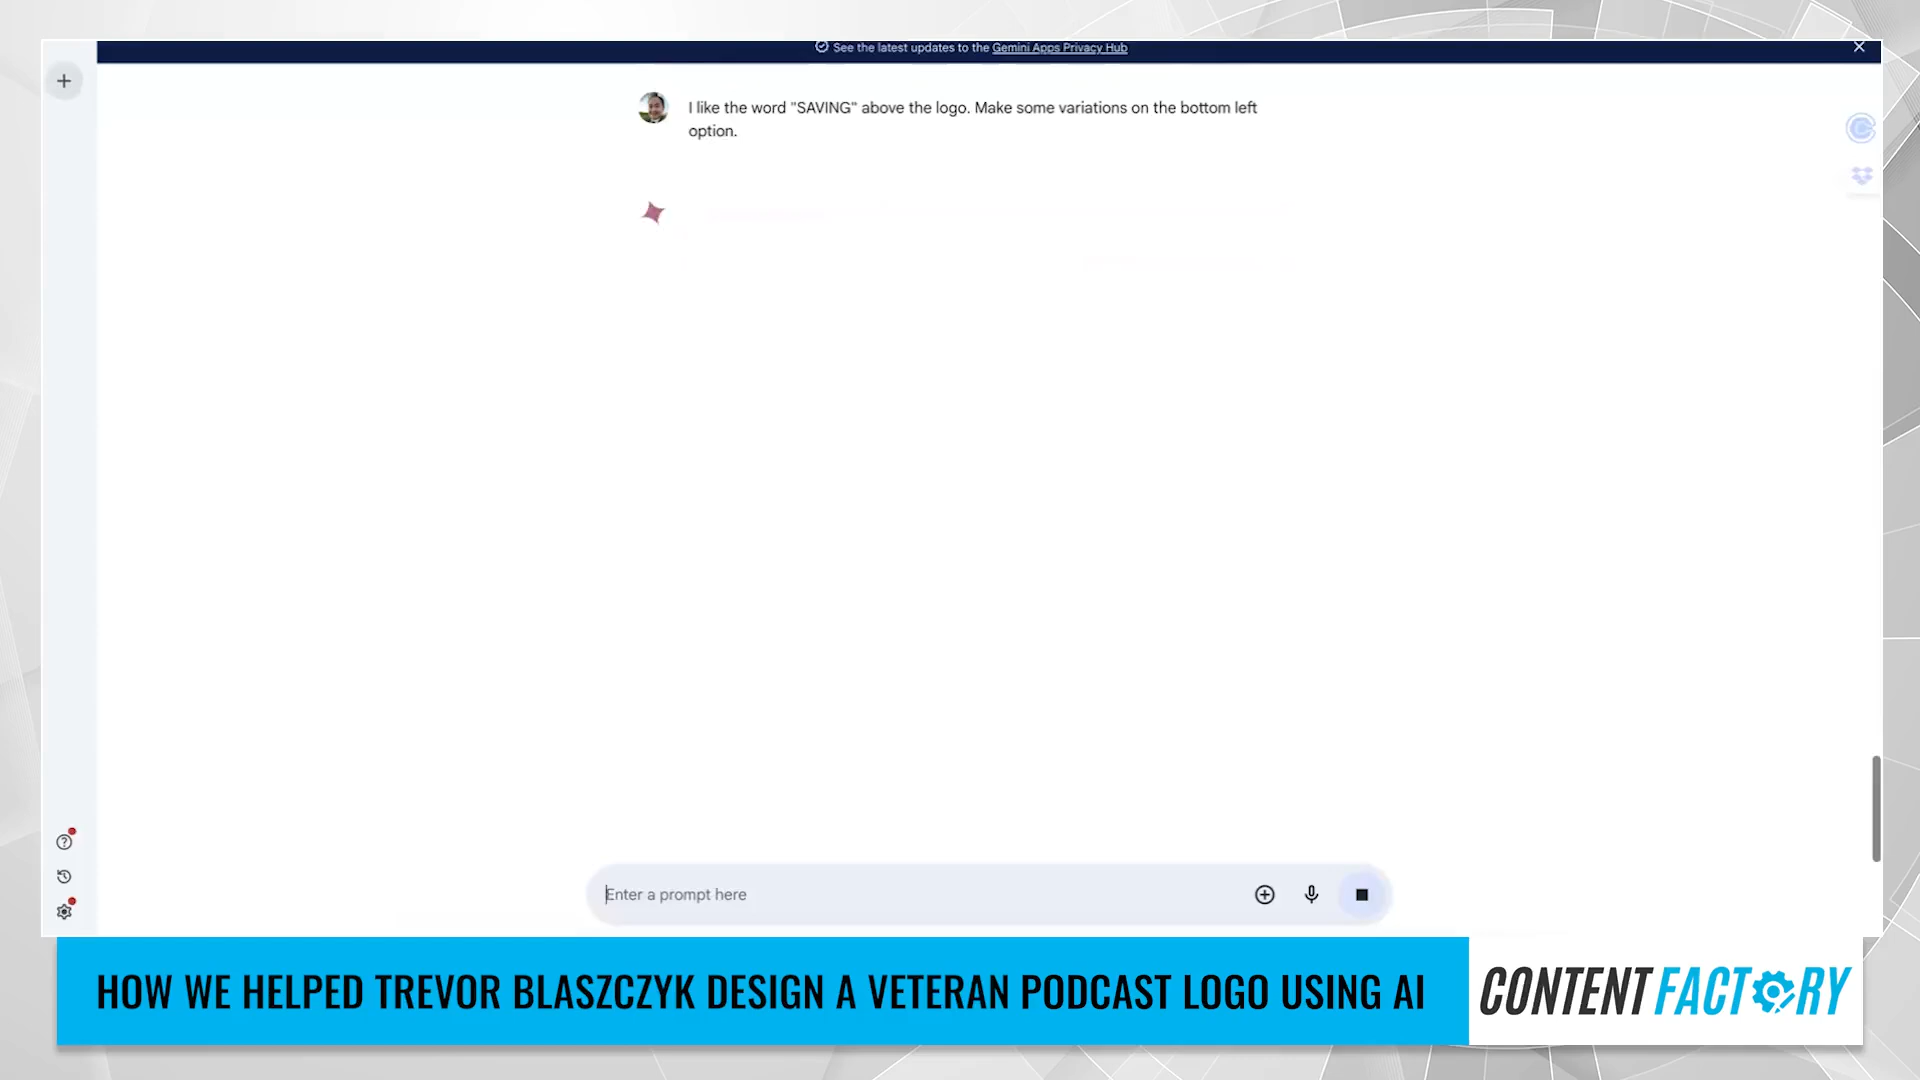 See the latest updates to the Gemini Apps Privacy Hub
I like the word "SAVING" above the logo. Make some variations on the bottom left
option.
Enter a prompt here
HOW WE HELPED TREVOR BLASZCZYK DESIGN A VETERAN PODCAST LOGO USING AI
CONTENT FACTORY